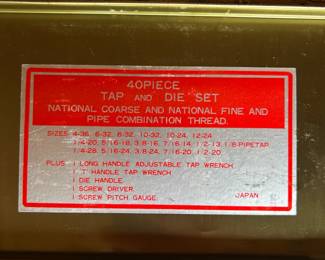 40PIECE
TAP AND DIE SET
NATIONAL COARSE AND NATIONAL FINE AND
PIPE COMBINATION THREAD.
SIZES 4-36, 6-32, 8-32, 10-32, 10-24, 12-24
1/4-20, 5/16-18, 3/8-16, 7/16-14, 1/2-13, 1/8-PIPETAP
1/4-28, 5/16-24, 3/8-24, 7/16-20, 1/2-20
PLUS 1 LONG HANDLE ADJUSTABLE TAP WRENCH
1 "T" HANDLE TAP WRENCH
1 DIE HANDLE
1 SCREW DRIVER
1 SCREW PITCH GAUGE. JAPAN